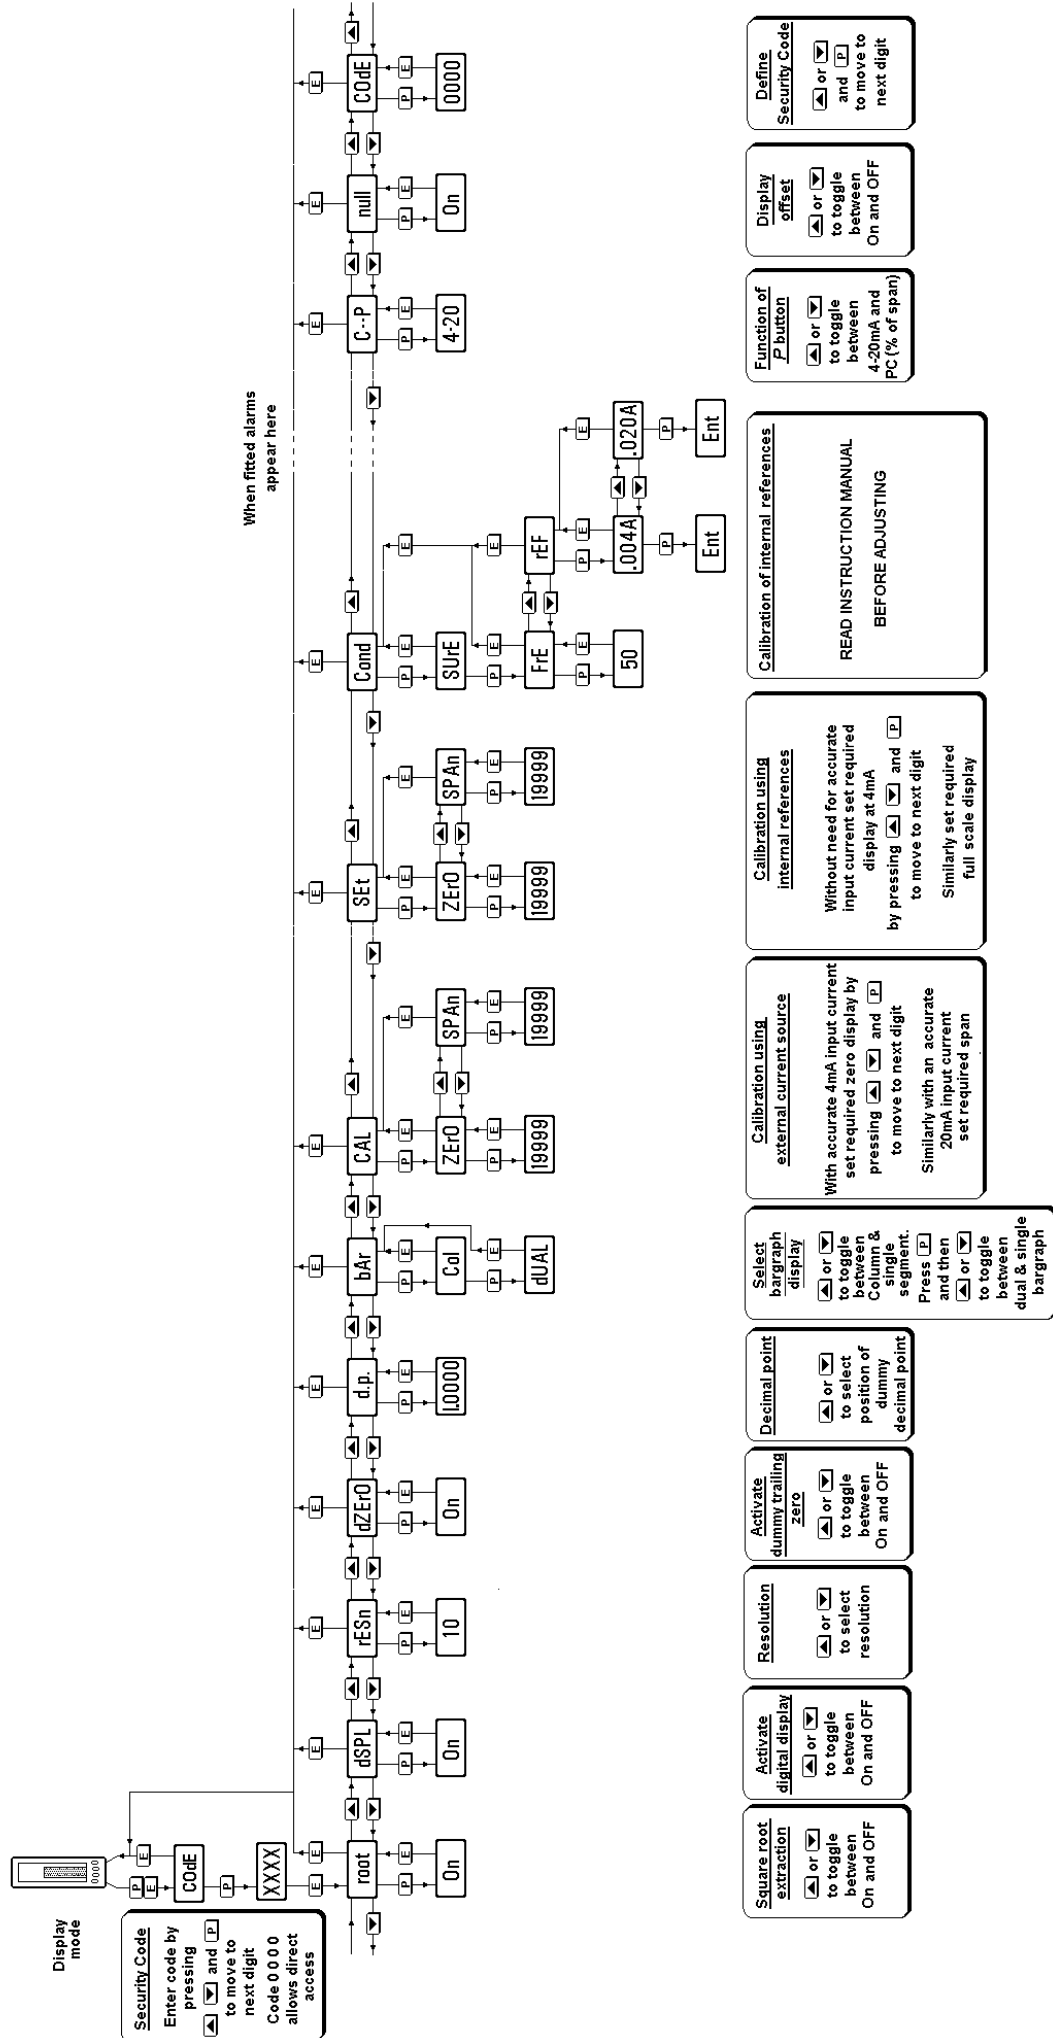 Display
mode
0000
Security Code
Enter code by
pressing
▲ ▼ and P
to move to
next digit
Code 0 0 0 0
allows direct
access
P
E
E
COdE
P
XXXX
E
E
When fitted alarms
appear here
E
E
E
E
E
E
E
E
E
E
E
root
▲
▼
dSPL
▲
▼
rESn
▲
▼
dZErO
▲
▼
d.p.
▲
▼
bAr
▲
▼
CAL
▲
▼
SEt
▲
▼
Cond
▲
▼
C--P
▲
▼
null
▲
▼
COdE
▲
▼
P
E
On
P
E
On
P
E
10
P
E
On
P
E
1.0000
P
E
Col
P
E
dUAL
P
E
ZErO
▲
▼
SPAn
P
E
19999
P
E
19999
P
E
ZErO
▲
▼
SPAn
P
E
19999
P
E
19999
P
E
SUrE
P
E
FrE
▲
▼
rEF
E
P
E
50
P
E
.004A
▲
▼
.020A
E
P
Ent
P
Ent
P
E
4-20
P
E
On
P
E
0000
Square root
extraction
▲ or ▼
to toggle
between
On and OFF
Activate
digital display
▲ or ▼
to toggle
between
On and OFF
Resolution
▲ or ▼
to select
resolution
Activate
dummy trailing
zero
▲ or ▼
to toggle
between
On and OFF
Decimal point
▲ or ▼
to select
position of
dummy
decimal point
Select
bargraph
display
▲ or ▼
to toggle
between
Column &
single
segment.
Press P
and then
▲ or ▼
to toggle
between
dual & single
bargraph
Calibration using
external current source
With accurate 4mA input current
set required zero display by
pressing ▲ ▼ and P
to move to next digit
Similarly with an accurate
20mA input current
set required span
Calibration using
internal references
Without need for accurate
input current set required
display at 4mA
by pressing ▲ ▼ and P
to move to next digit
Similarly set required
full scale display
Calibration of internal references
READ INSTRUCTION MANUAL
BEFORE ADJUSTING
Function of
P button
▲ or ▼
to toggle
between
4-20mA and
PC (% of span)
Display
offset
▲ or ▼
to toggle
between
On and OFF
Define
Security Code
▲ or ▼
and P
to move to
next digit